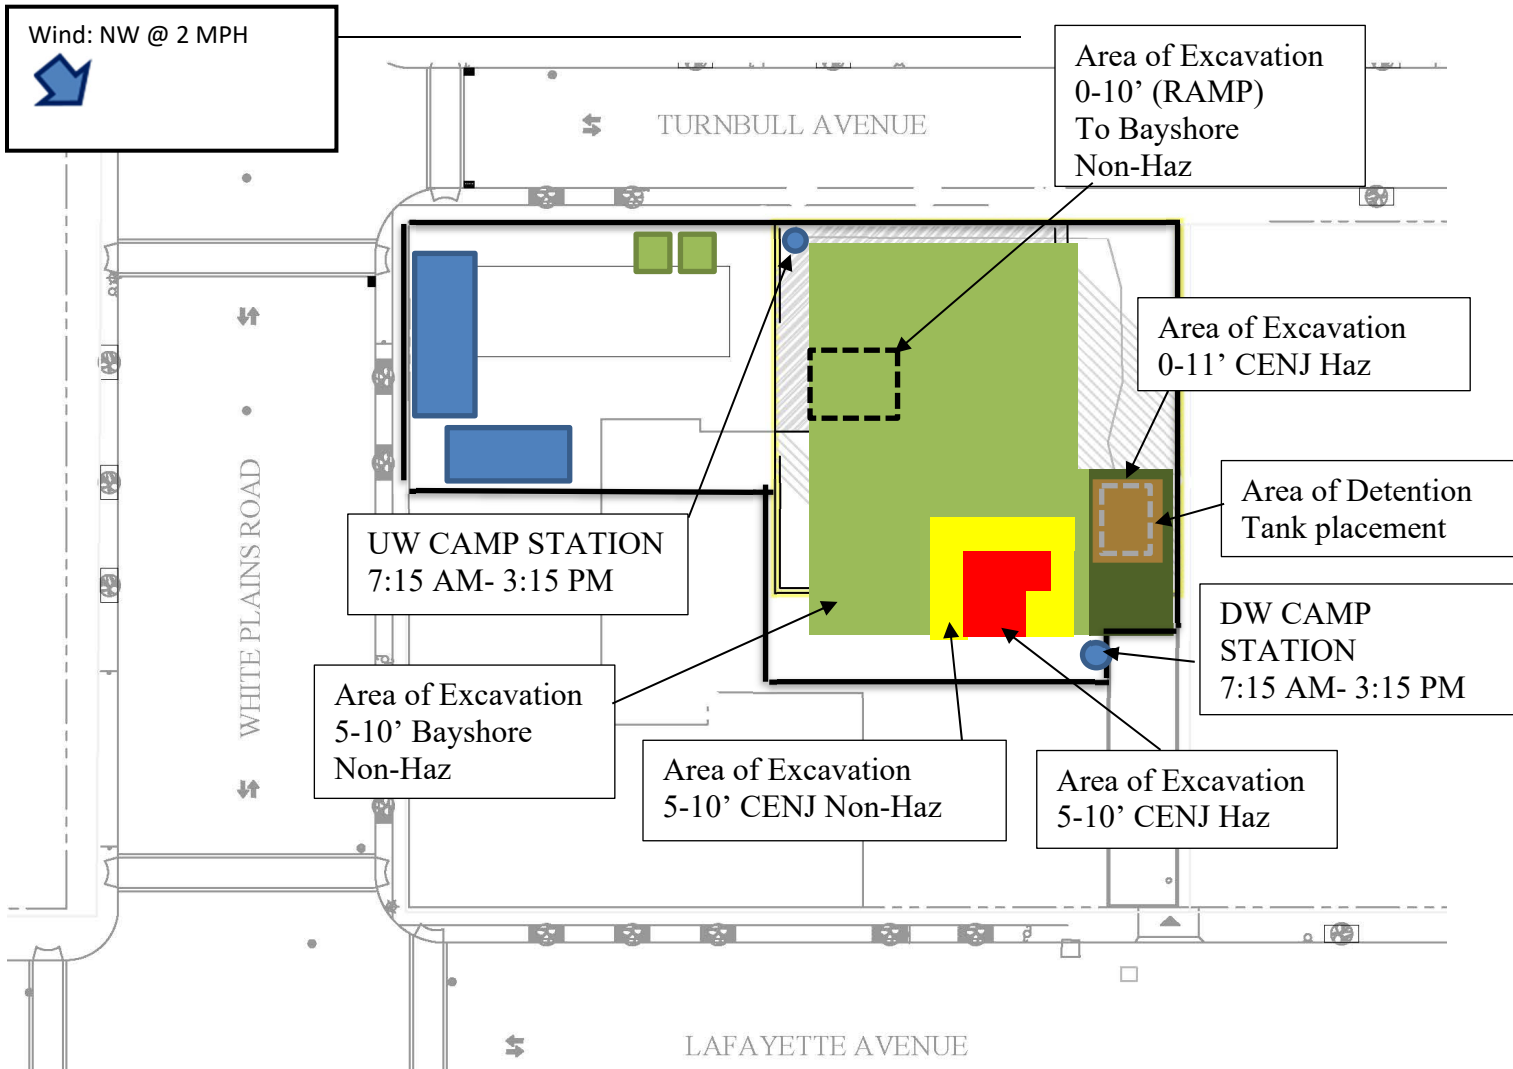 Wind: NW @ 2 MPH
TURNBULL AVENUE
Area of Excavation
0-10’ (RAMP)
To Bayshore
Non-Haz
Area of Excavation
0-11’ CENJ Haz
Area of Detention
Tank placement
WHITE PLAINS ROAD
UW CAMP STATION
7:15 AM- 3:15 PM
DW CAMP
STATION
7:15 AM- 3:15 PM
Area of Excavation
5-10’ Bayshore
Non-Haz
Area of Excavation
5-10’ CENJ Non-Haz
Area of Excavation
5-10’ CENJ Haz
LAFAYETTE AVENUE